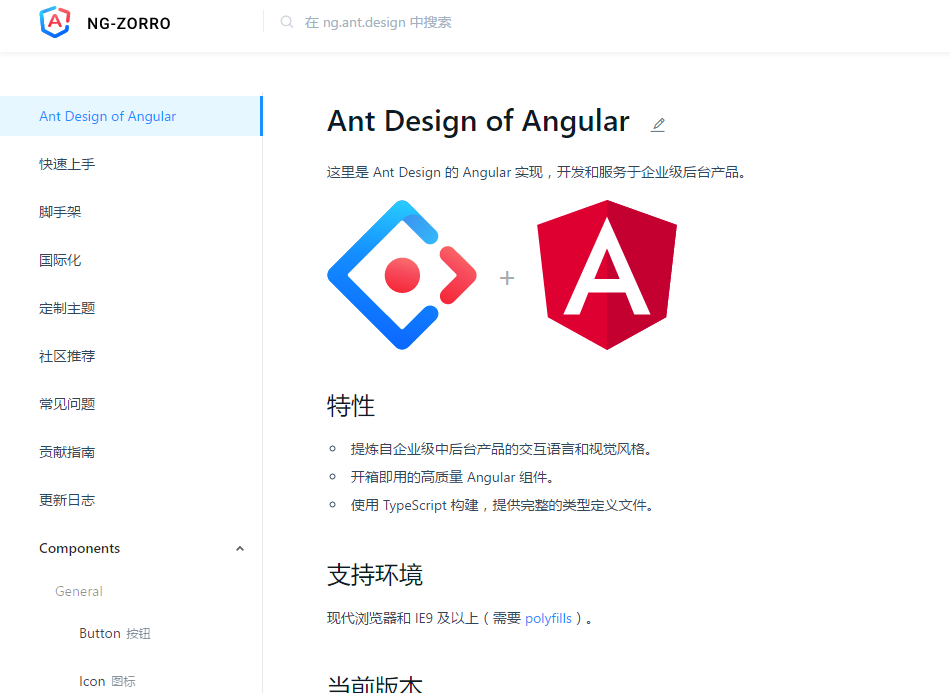 NG-ZORRO
在 ng.ant.design 中搜索
Ant Design of Angular
快速上手
脚手架
国际化
定制主题
社区推荐
常见问题
贡献指南
更新日志
Components
General
Button 按钮
Icon 图标
Ant Design of Angular
这里是 Ant Design 的 Angular 实现，开发和服务于企业级后台产品。
+
特性
提炼自企业级中后台产品的交互语言和视觉风格。
开箱即用的高质量 Angular 组件。
使用 TypeScript 构建，提供完整的类型定义文件。
支持环境
现代浏览器和 IE9 及以上（需要 polyfills）。
当前版本